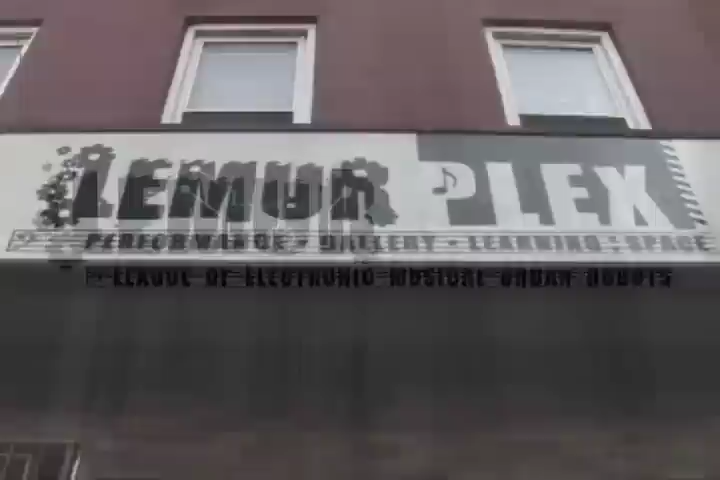 LEMUR PLEX
PERFORMANCE • GALLERY • LEARNING • SPACE
LEAGUE OF ELECTRONIC MUSICAL URBAN ROBOTS